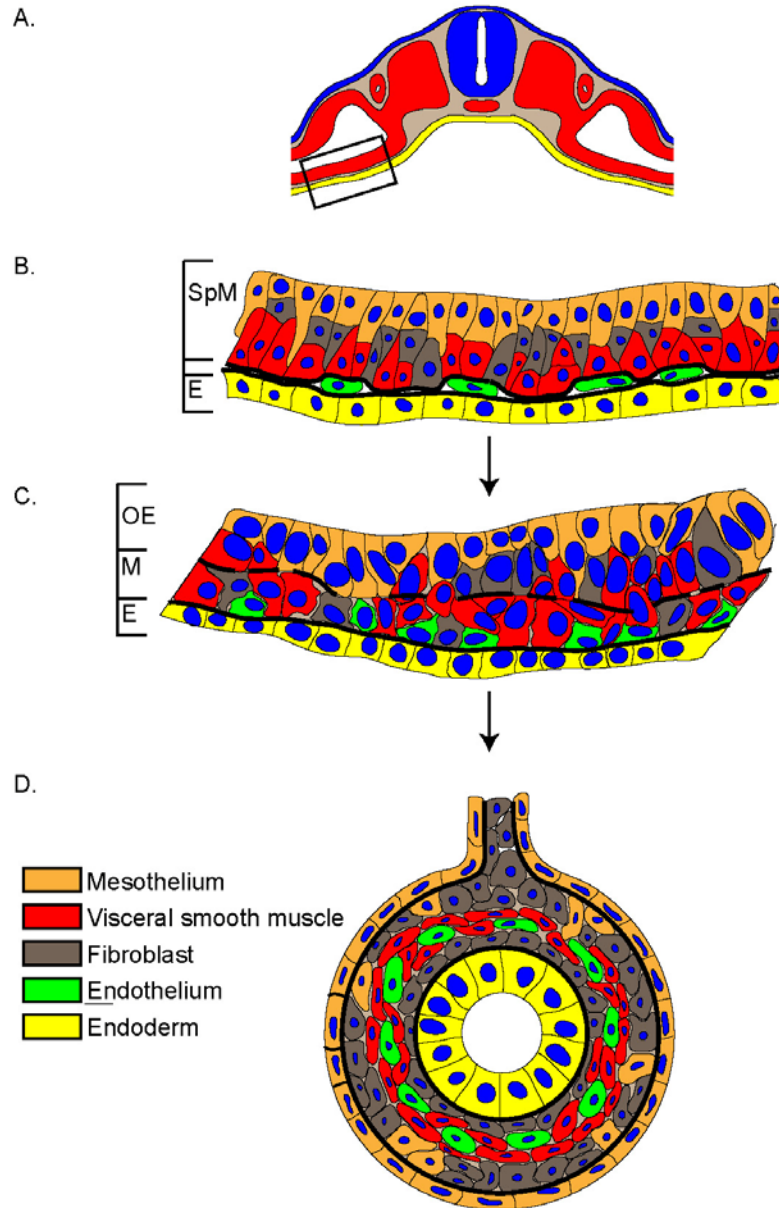 A.
B.
SpM
E
C.
OE
M
E
D.
Mesothelium
Visceral smooth muscle
Fibroblast
Endothelium
Endoderm